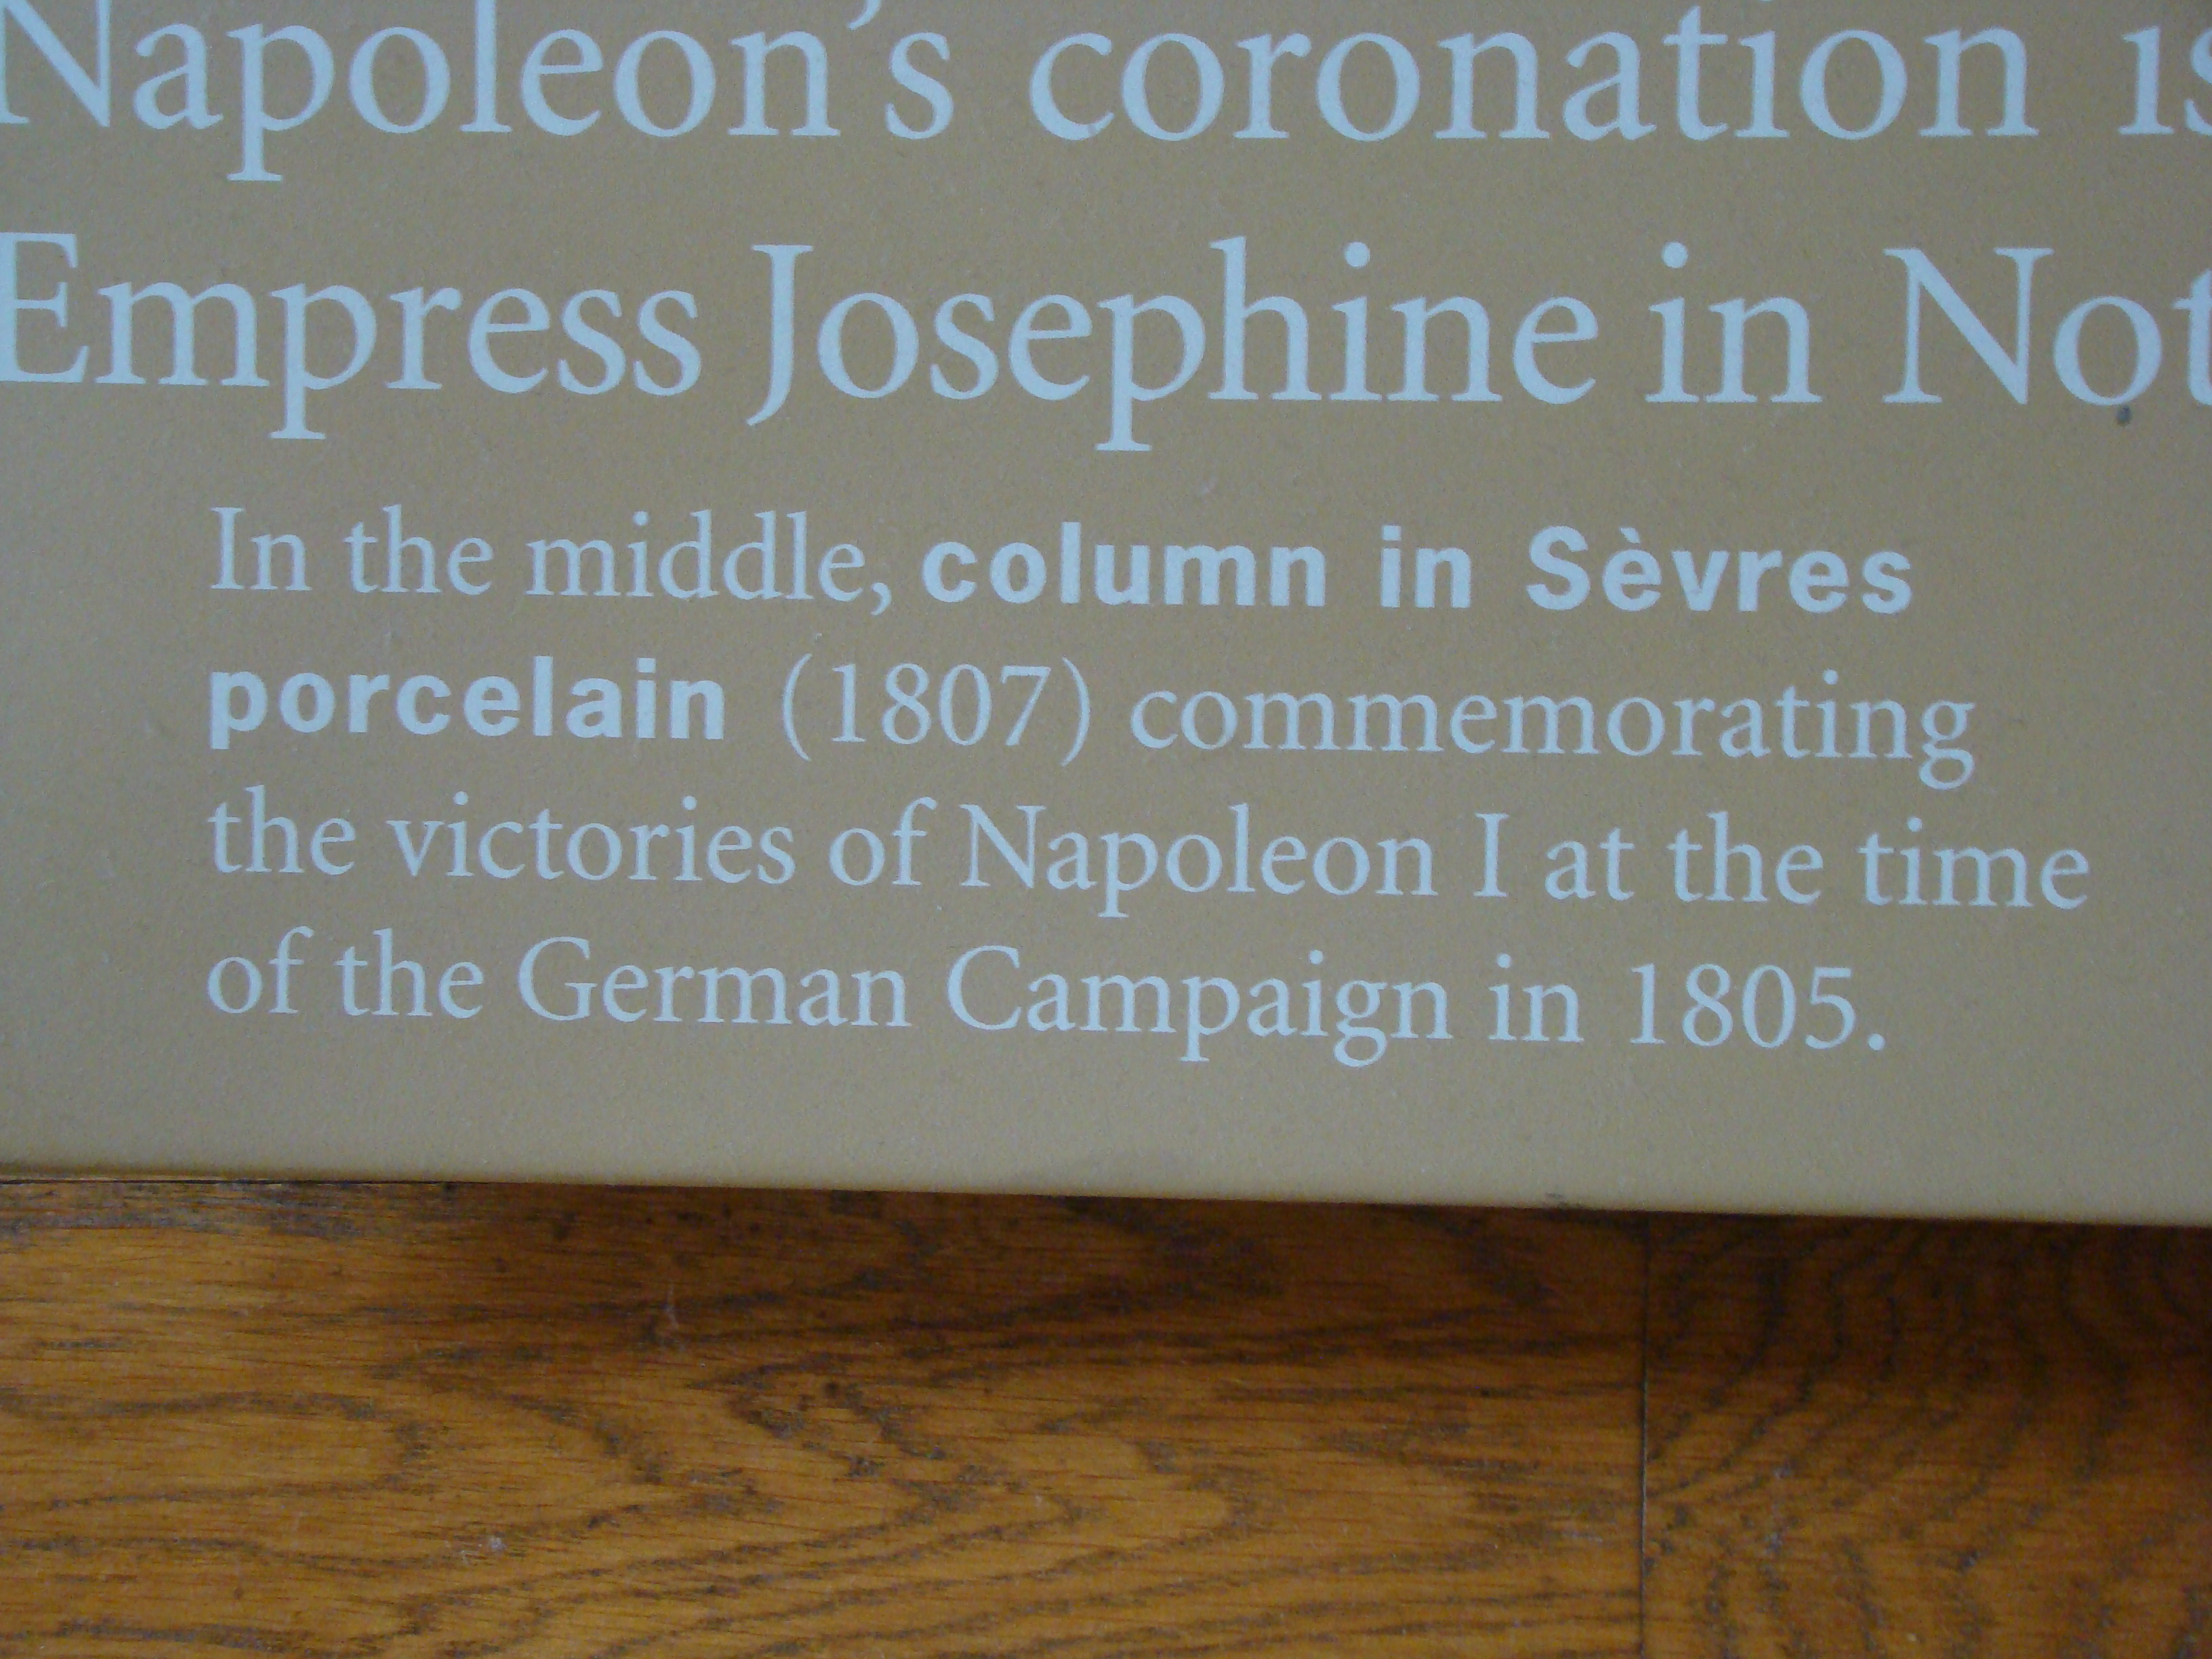 Napoleon's coronation is
Empress Josephine in
In the middle, column in Sèvres
porcelain (1807) commemorating
the victories of Napoleon I at the time
of the German Campaign in 1805.